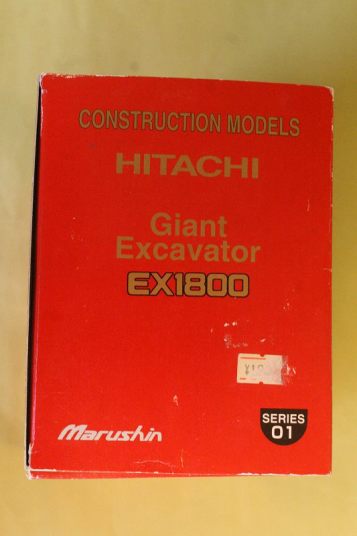 CONSTRUCTION MODELS
HITACHI
Giant
Excavator
EX1800
Marushin
SERIES
01